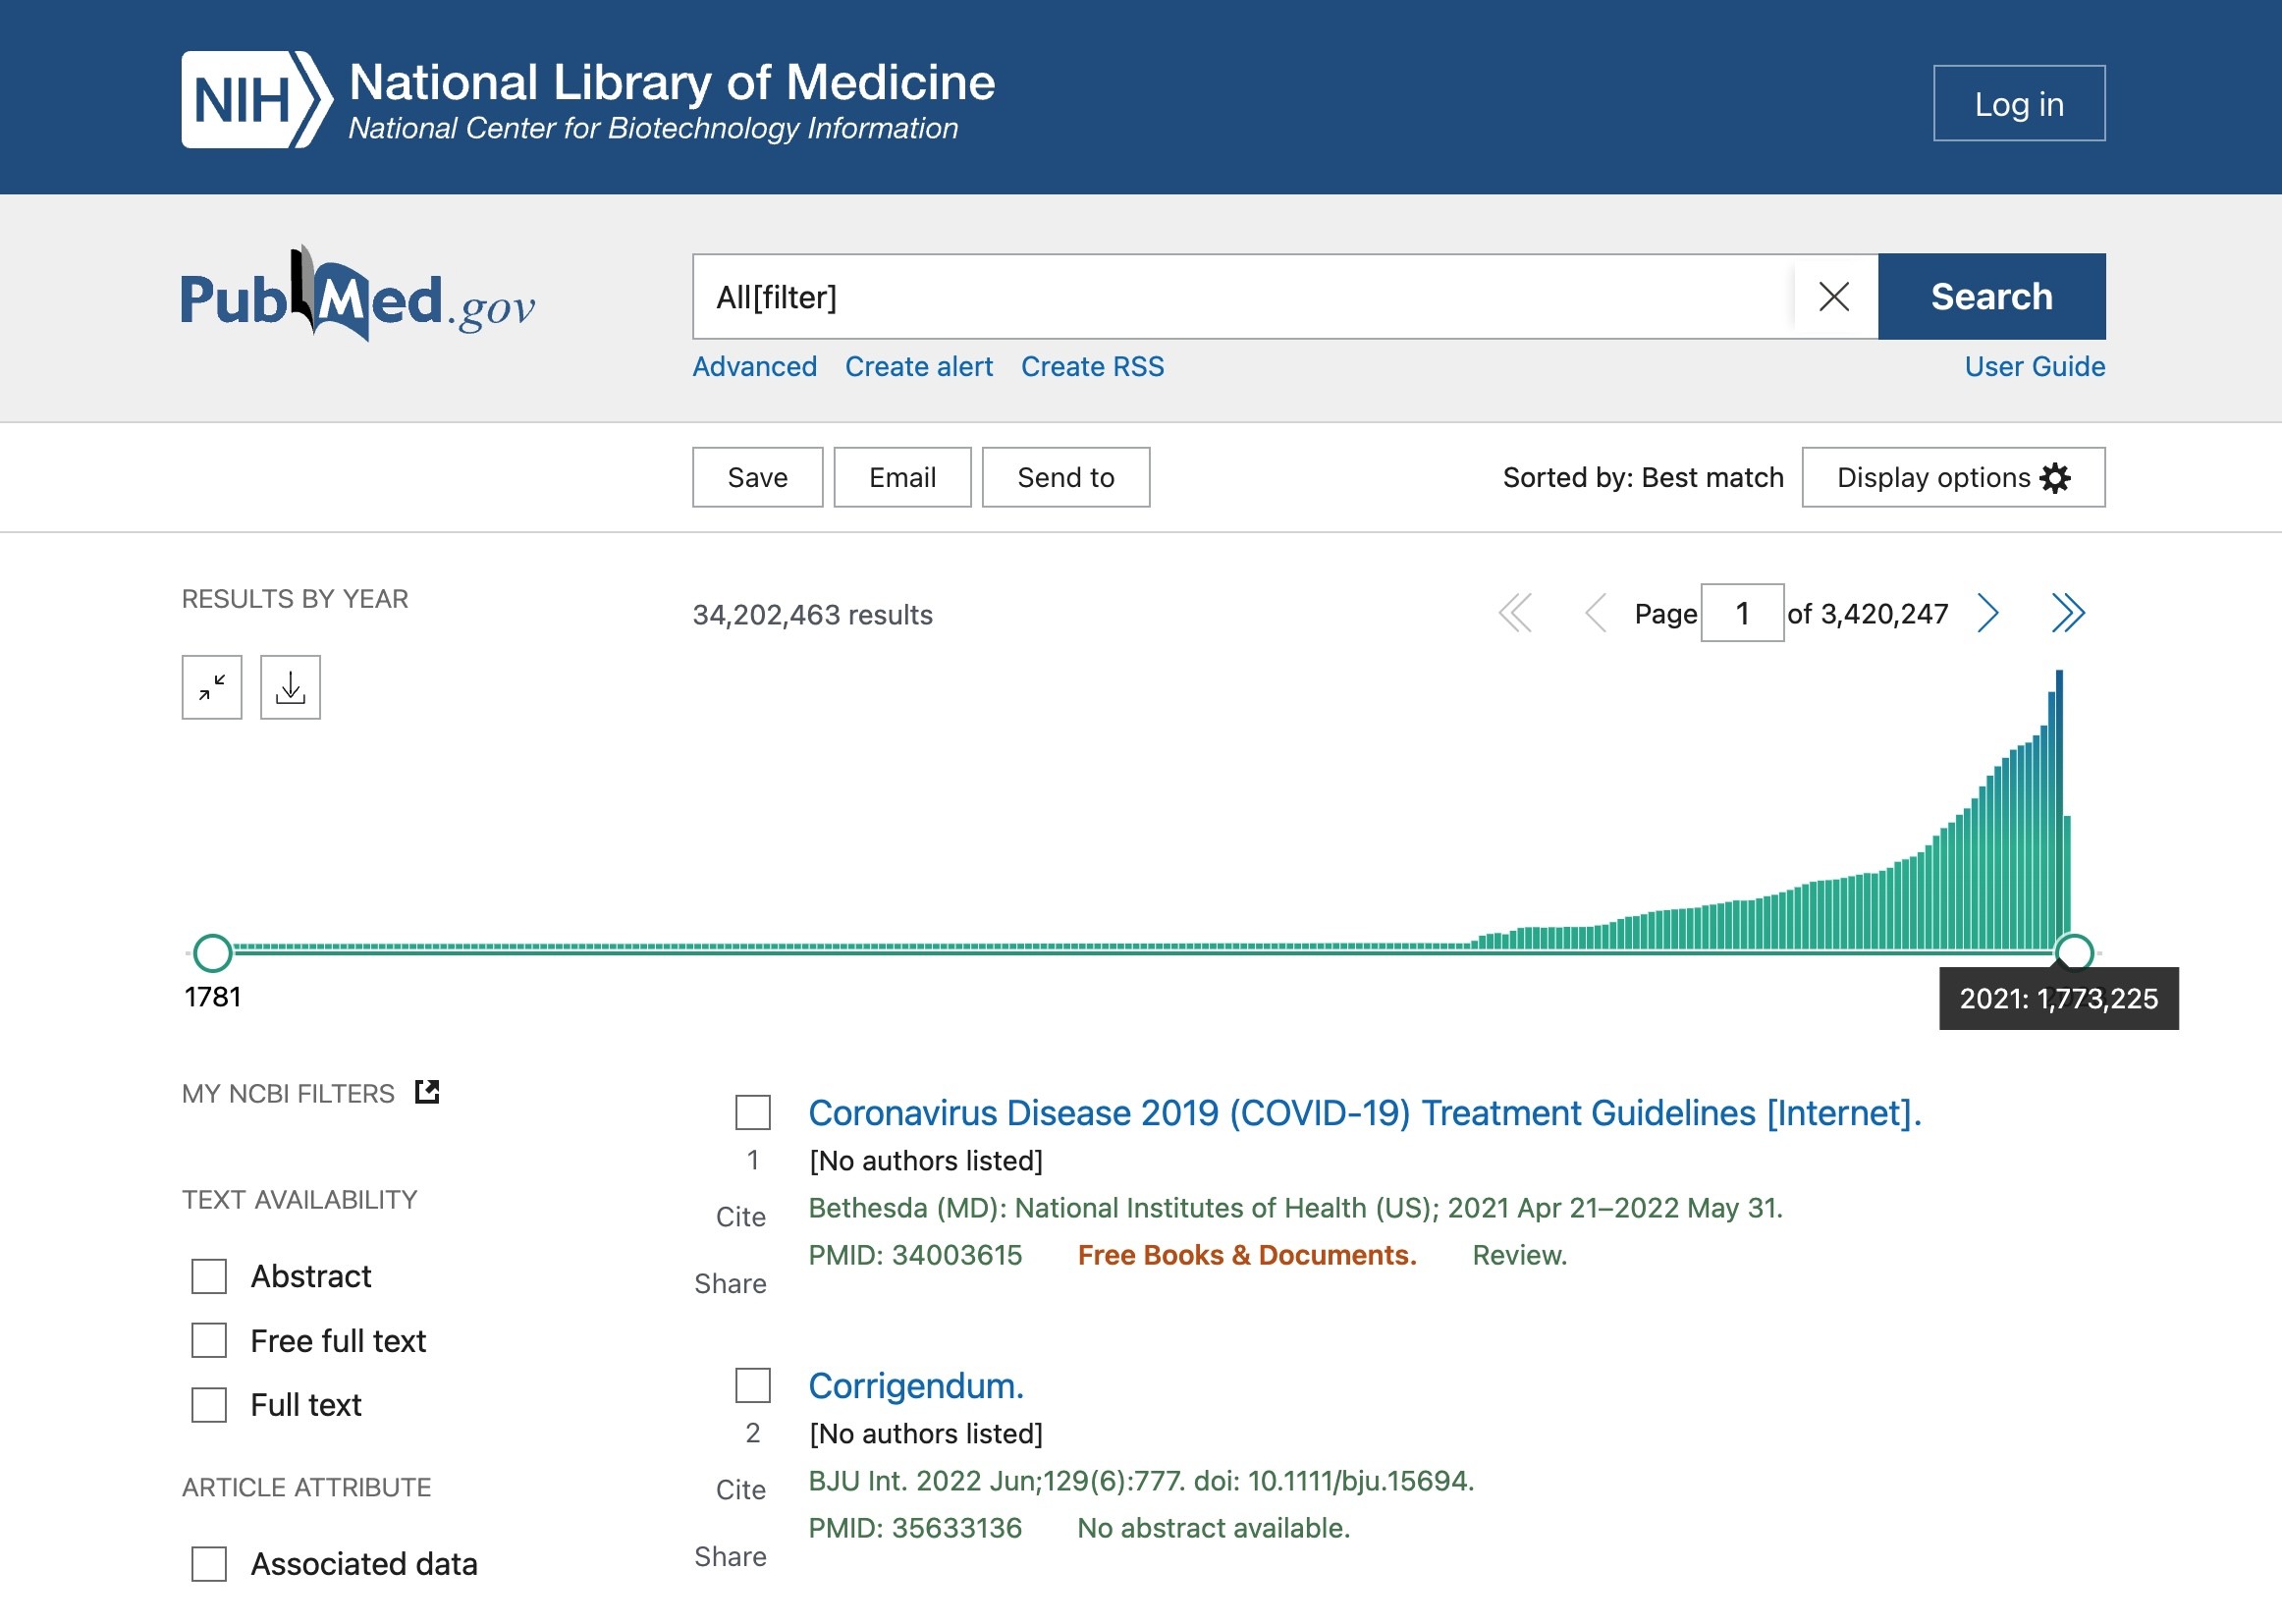 NIH National Library of Medicine
National Center for Biotechnology Information
Log in
PubMed.gov
All[filter]
Search
Advanced Create alert Create RSS User Guide
Save Email Send to Sorted by: Best match Display options
RESULTS BY YEAR
34,202,463 results
Page 1 of 3,420,247
1781
2021: 1,773,225
MY NCBI FILTERS
TEXT AVAILABILITY
Abstract
Free full text
Full text
ARTICLE ATTRIBUTE
Associated data
Coronavirus Disease 2019 (COVID-19) Treatment Guidelines [Internet].
1 [No authors listed]
Cite Bethesda (MD): National Institutes of Health (US); 2021 Apr 21–2022 May 31.
PMID: 34003615 Free Books & Documents. Review.
Share
Corrigendum.
2 [No authors listed]
Cite BJU Int. 2022 Jun;129(6):777. doi: 10.1111/bju.15694.
PMID: 35633136 No abstract available.
Share